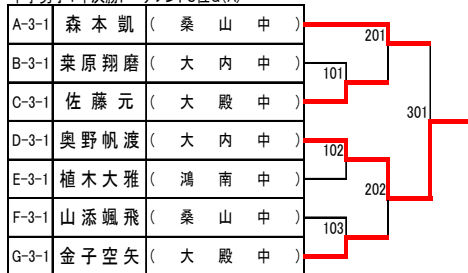 A-3-1 森本凱 ( 桑山中 ) 201
B-3-1 桒原翔磨 ( 大内中 ) 101
C-3-1 佐藤元 ( 大殿中 ) 301
D-3-1 奥野帆渡 ( 大内中 ) 102
E-3-1 植木大雅 ( 鴻南中 ) 202
F-3-1 山添颯飛 ( 桑山中 ) 103
G-3-1 金子空矢 ( 大殿中 )